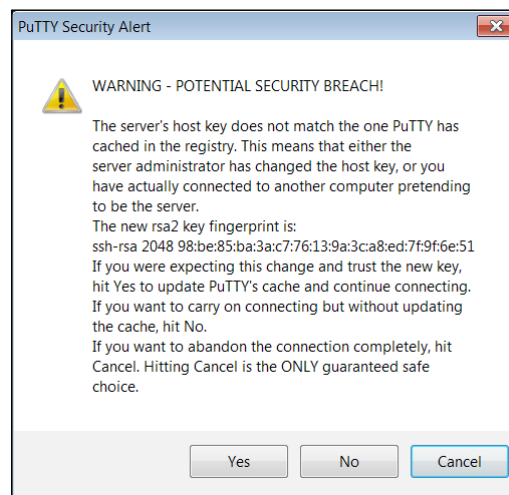 PuTTY Security Alert
WARNING - POTENTIAL SECURITY BREACH!
The server's host key does not match the one PuTTY has
cached in the registry. This means that either the
server administrator has changed the host key, or you
have actually connected to another computer pretending
to be the server.
The new rsa2 key fingerprint is:
ssh-rsa 2048 98:be:85:ba:3a:c7:76:13:9a:3c:a8:ed:7f:9f:6e:51
If you were expecting this change and trust the new key,
hit Yes to update PuTTY's cache and continue connecting.
If you want to carry on connecting but without updating
the cache, hit No.
If you want to abandon the connection completely, hit
Cancel. Hitting Cancel is the ONLY guaranteed safe
choice.
Yes No Cancel